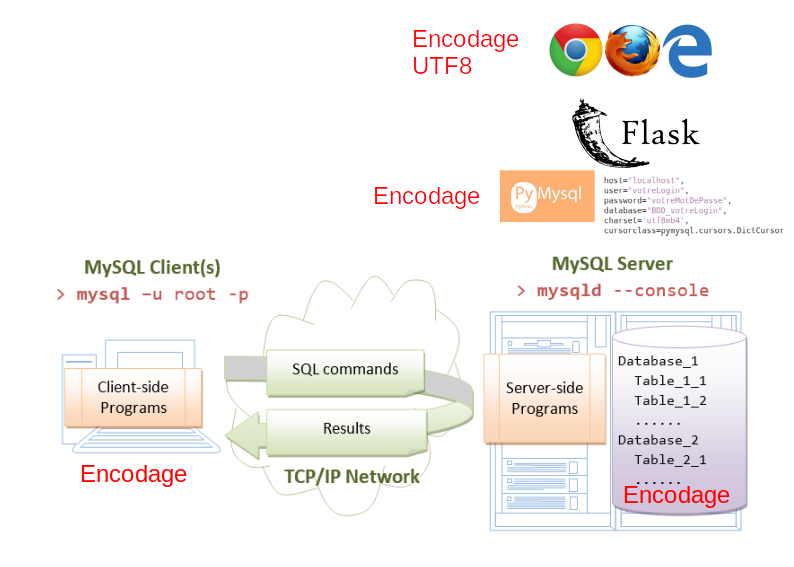 Encodage
UTF8
Flask
Encodage
Py
Python
Mysql
host="localhost",
user="votreLogin",
password="votreMotDePasse",
database="BDD_votreLogin",
charset='utf8mb4',
cursorclass=pymysql.cursors.DictCursor
MySQL Client(s)
> mysql –u root -p
MySQL Server
> mysqld --console
Client-side
Programs
SQL commands
Results
TCP/IP Network
Encodage
Server-side
Programs
Database_1
Table_1_1
Table_1_2
......
Database_2
Table_2_1
......
Encodage